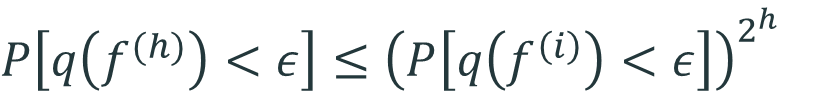 P[q(f^{(h)}) < ϵ] ≤ (P[q(f^{(i)}) < ϵ])^{2^h}